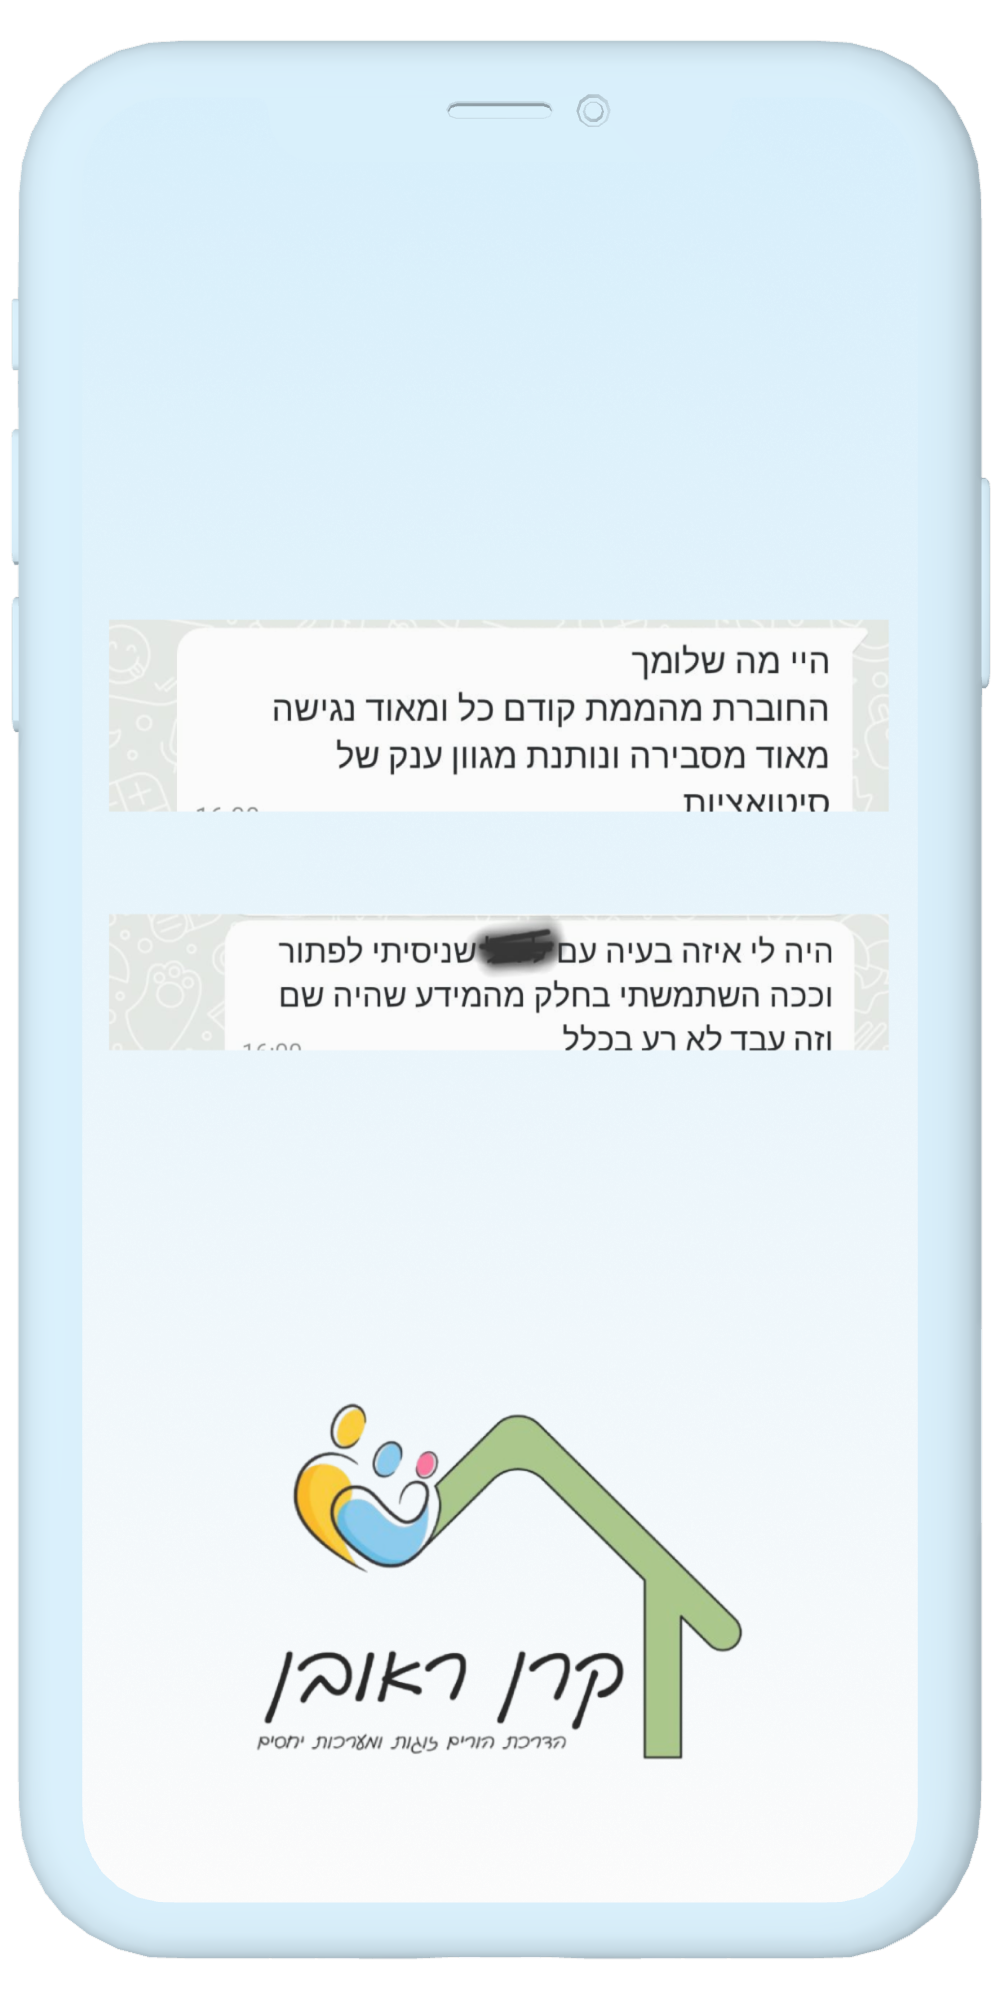 היי מה שלומך
החוברת מהממת קודם כל ומאוד נגישה
מאוד מסבירה ונותנת מגוון ענק של
סיטואציות
היה לי איזה בעיה עם שניסיתי לפתור
וככה השתמשתי בחלק מהמידע שהיה שם
וזה עבד לא רע בכלל
קרן ראובן
הדרכת הורים זוגות ומערכות יחסים